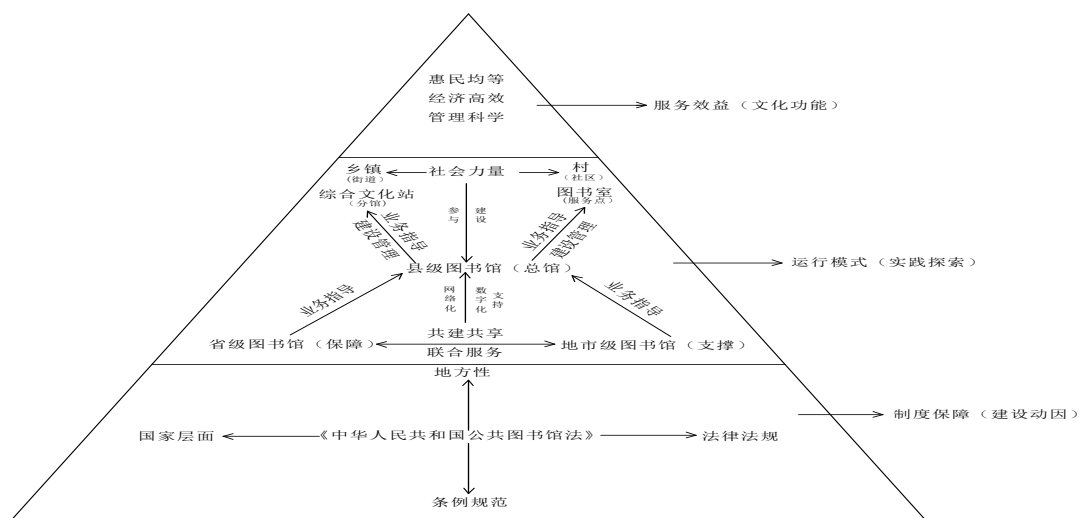 惠民均等
经济高效
管理科学
服务效益（文化功能）
乡镇
（街道）
综合文化站
（分馆）
社会力量
村
（社区）
图书室
（服务点）
参与
建设
业务指导
建设管理
业务指导
建设管理
县级图书馆（总馆）
运行模式（实践探索）
网络化
数字化
支持
业务指导
业务指导
共建共享
省级图书馆（保障）
地市级图书馆（支撑）
联合服务
地方性
制度保障（建设动因）
国家层面
《中华人民共和国公共图书馆法》
法律法规
条例规范